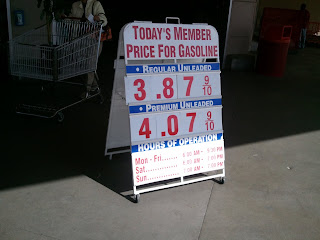 TODAY'S MEMBER
PRICE FOR GASOLINE
REGULAR UNLEADED
3.87 9/10
PREMIUM UNLEADED
4.07 9/10
HOURS OF OPERATION
Mon - Fri........
Sat..............
Sun..............